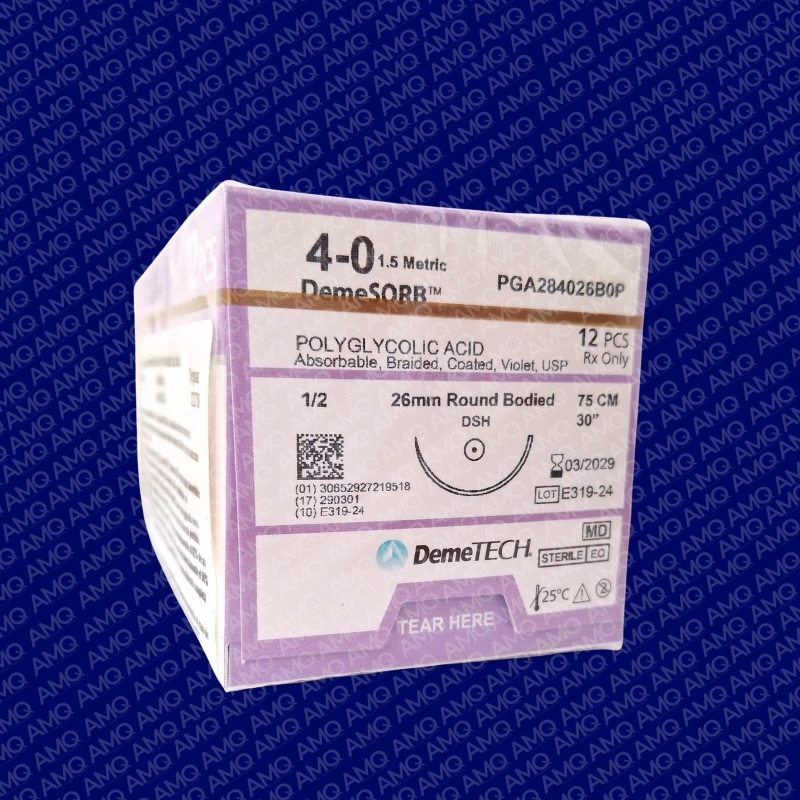 4-0 1.5 Metric
DemeSORB™
PGA284026B0P
POLYGLYCOLIC ACID
Absorbable, Braided, Coated, Violet, USP
12 PCS
Rx Only
1/2
26mm Round Bodied
75 CM
DSH
30"
03/2029
LOT E319-24
(01) 30652927219518
(17) 290301
(10) E319-24
DemeTECH
MD
STERILE EO
25°C
TEAR HERE
AMQ